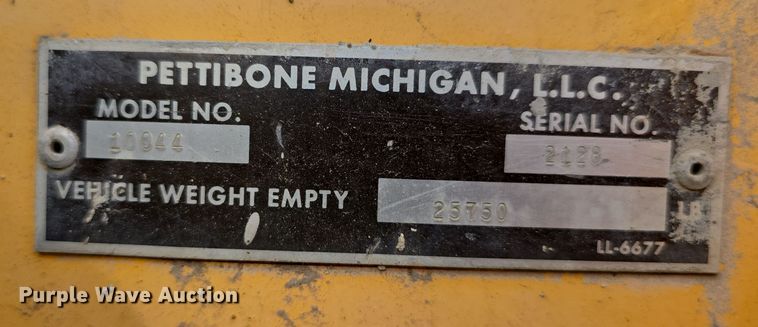 PETTIBONE MICHIGAN, L.L.C.
MODEL NO.
10044
SERIAL NO.
2128
VEHICLE WEIGHT EMPTY 25750 LB
LL-6677
Purple Wave Auction